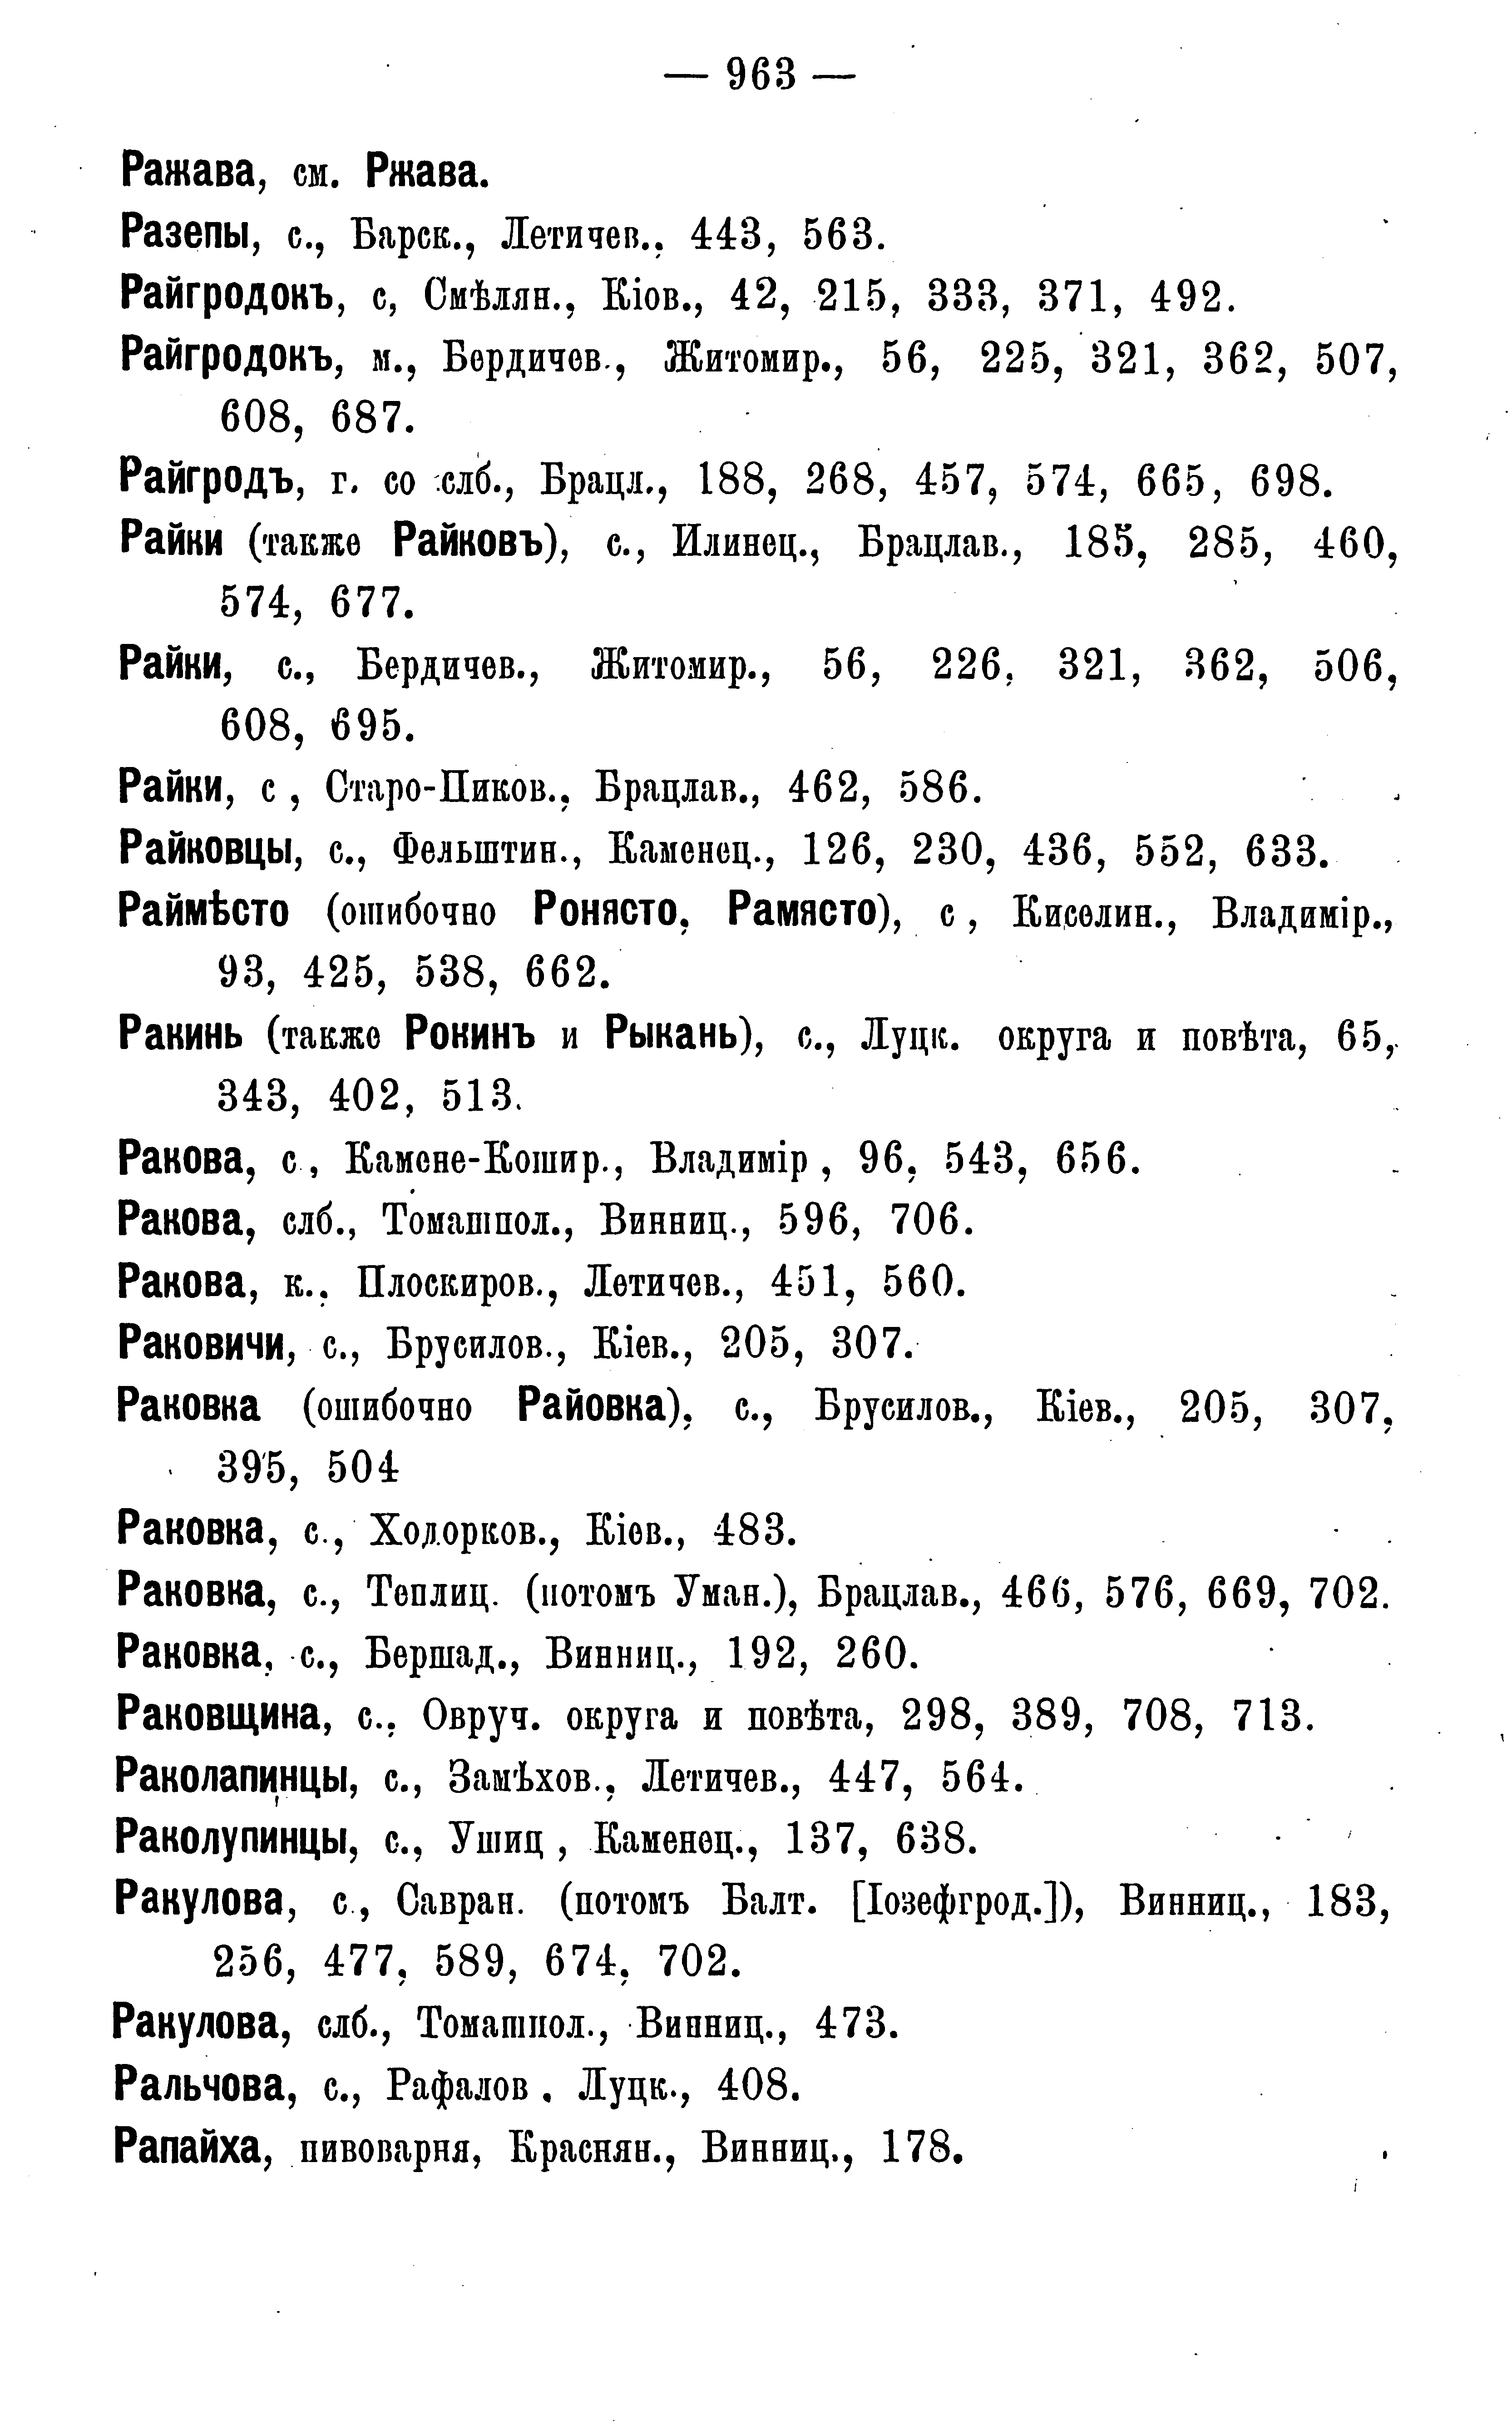 — 963 —
Ражава, см. Ржава.
Разепы, с., Барск., Летичев., 443, 563.
Райгродокъ, с, Смѣлян., Кіов., 42, 215, 333, 371, 492.
Райгродокъ, м., Бердичев., Житомир., 56, 225, 321, 362, 507,
608, 687.
Райгродъ, г. со слб., Брацл., 188, 268, 457, 574, 665, 698.
Райки (также Райковъ), с., Илинец., Брацлав., 185, 285, 460,
574, 677.
Райки, с., Бердичев., Житомир., 56, 226, 321, 362, 506,
608, 695.
Райки, с , Старо-Пиков., Брацлав., 462, 586.
Райковцы, с., Фельштин., Каменец., 126, 230, 436, 552, 633.
Раймѣсто (ошибочно Ронясто, Рамясто), с , Киселин., Владимір.,
93, 425, 538, 662.
Ракинь (также Рокинъ и Рыкань), с., Луцк. округа и повѣта, 65,
343, 402, 513.
Ракова, с., Камене-Кошир., Владимір , 96, 543, 656.
Ракова, слб., Томашпол., Винниц., 596, 706.
Ракова, к., Плоскиров., Летичев., 451, 560.
Раковичи, с., Брусилов., Кіев., 205, 307.
Раковка (ошибочно Райовка), с., Брусилов., Кіев., 205, 307,
395, 504
Раковка, с., Ходорков., Кіев., 483.
Раковка, с., Теплиц. (потомъ Уман.), Брацлав., 466, 576, 669, 702.
Раковка, с., Бершад., Винниц., 192, 260.
Раковщина, с., Овруч. округа и повѣта, 298, 389, 708, 713.
Раколапинцы, с., Замѣхов., Летичев., 447, 564.
Раколупинцы, с., Ушиц , Каменец., 137, 638.
Ракулова, с., Савран. (потомъ Балт. [Іозефгрод.]), Винниц., 183,
256, 477, 589, 674, 702.
Ракулова, слб., Томашпол., Винниц., 473.
Ральчова, с., Рафалов , Луцк., 408.
Рапайха, пивоварня, Краснян., Винниц., 178.